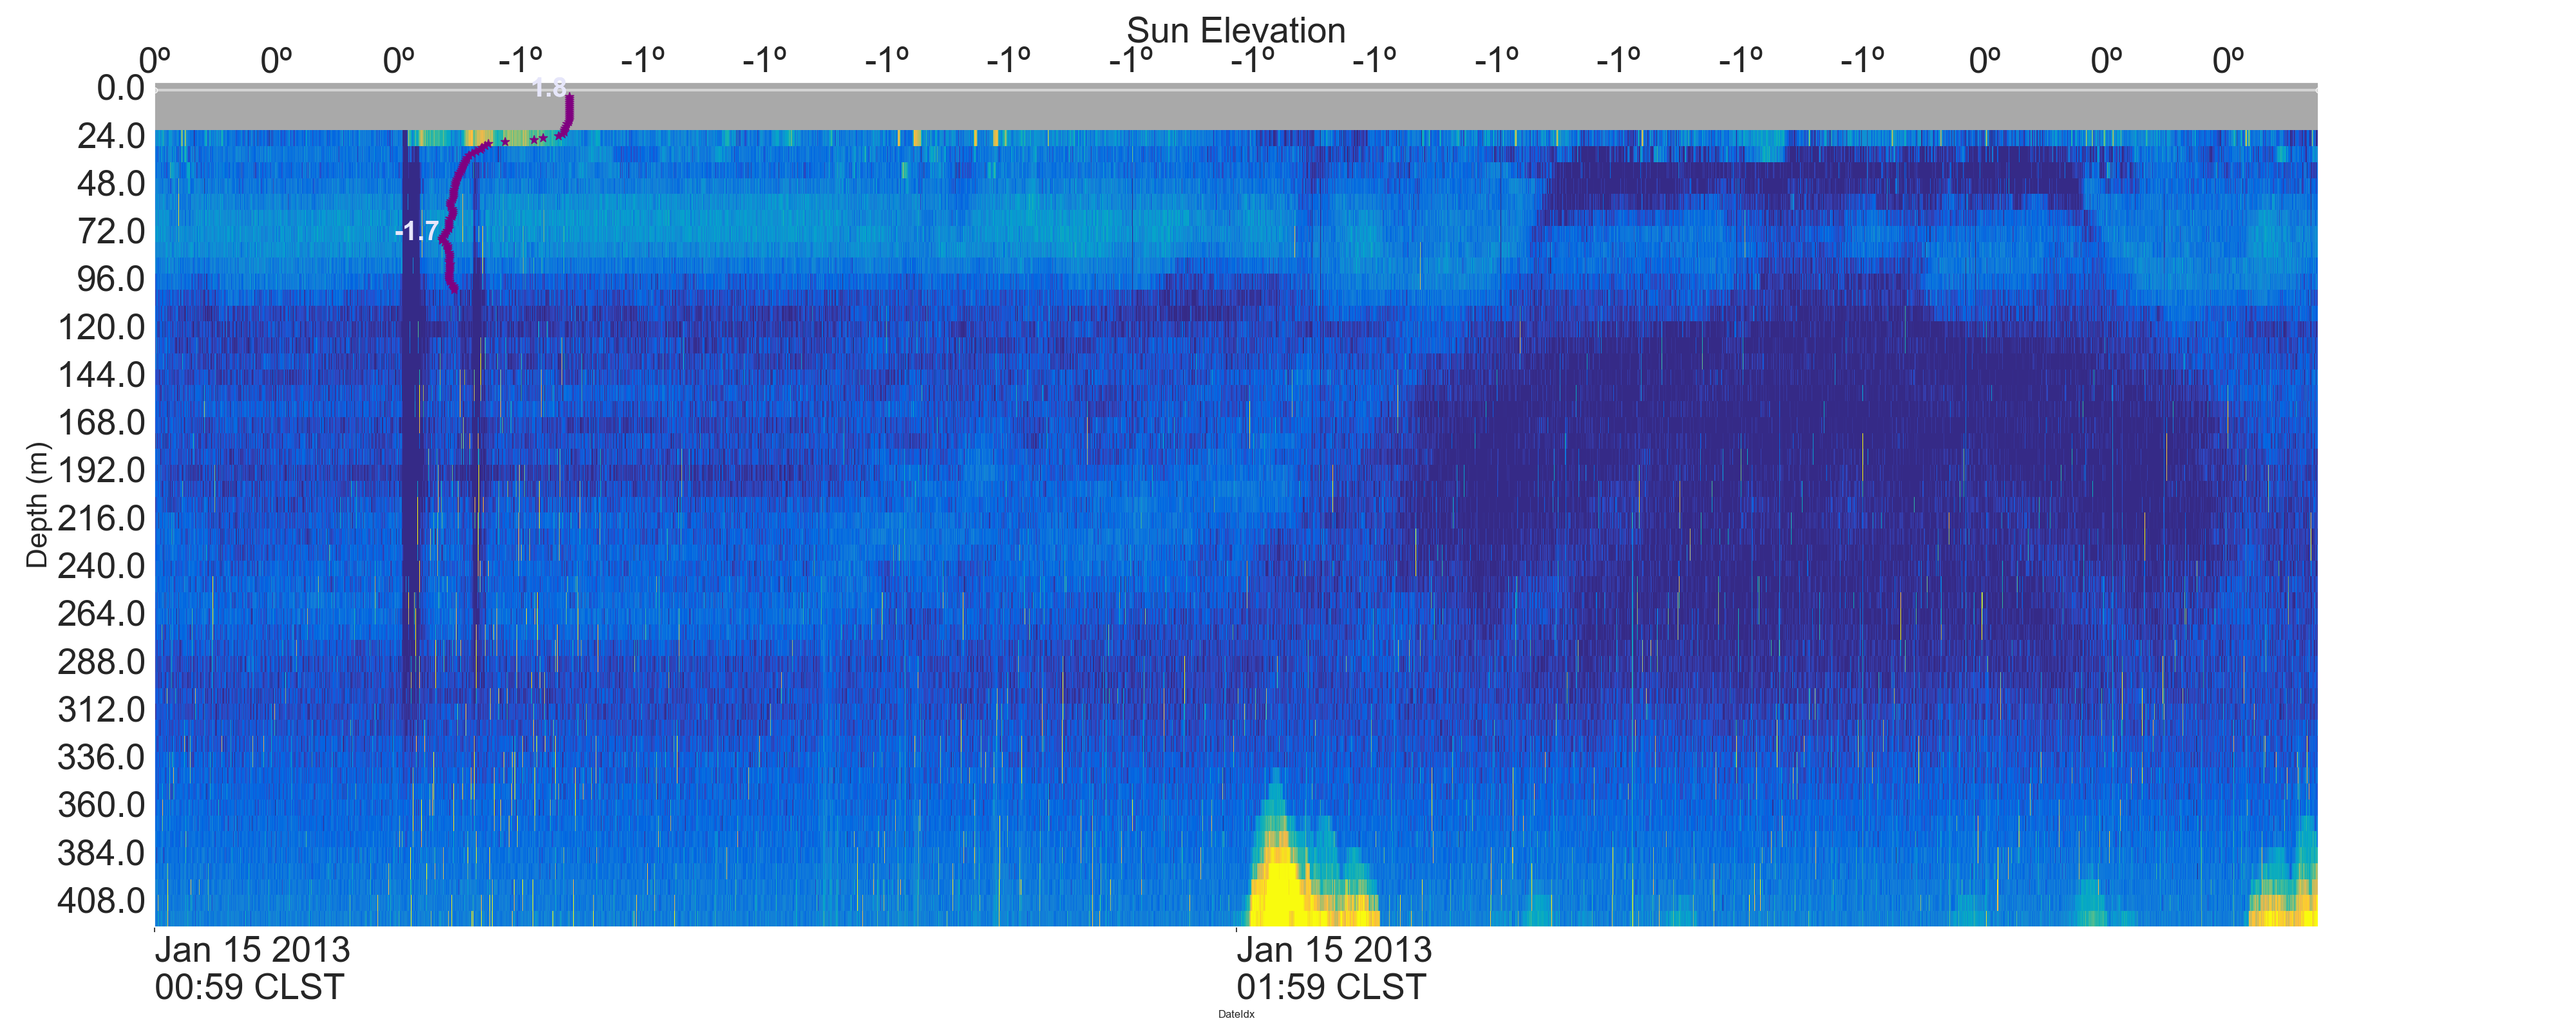 Sun Elevation
0º 0º 0º -1º -1º -1º -1º -1º -1º -1º -1º -1º -1º -1º -1º 0º 0º 0º
0.0
1.8
24.0
48.0
72.0
-1.7
96.0
120.0
144.0
168.0
192.0
216.0
240.0
264.0
288.0
312.0
336.0
360.0
384.0
408.0
Depth (m)
Jan 15 2013
00:59 CLST
Jan 15 2013
01:59 CLST
DateIdx